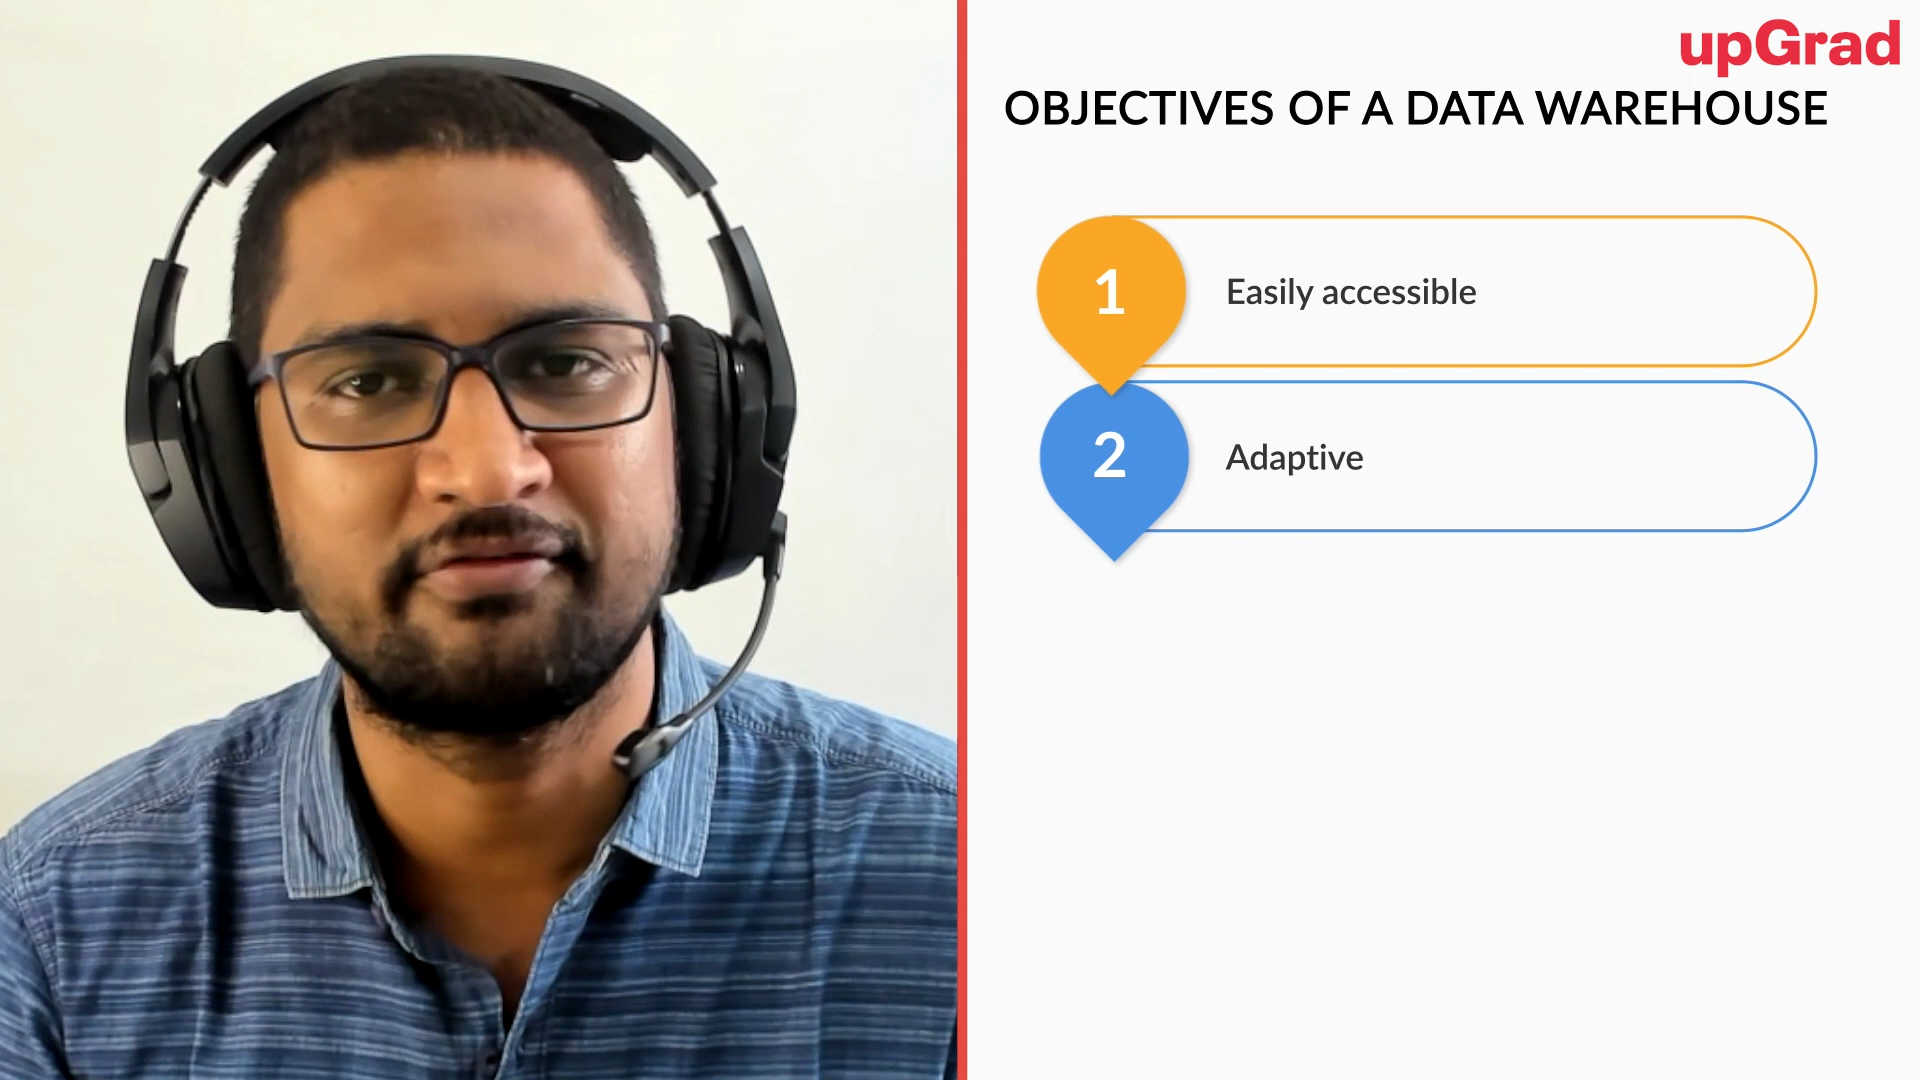 upGrad
OBJECTIVES OF A DATA WAREHOUSE
1
Easily accessible
2
Adaptive